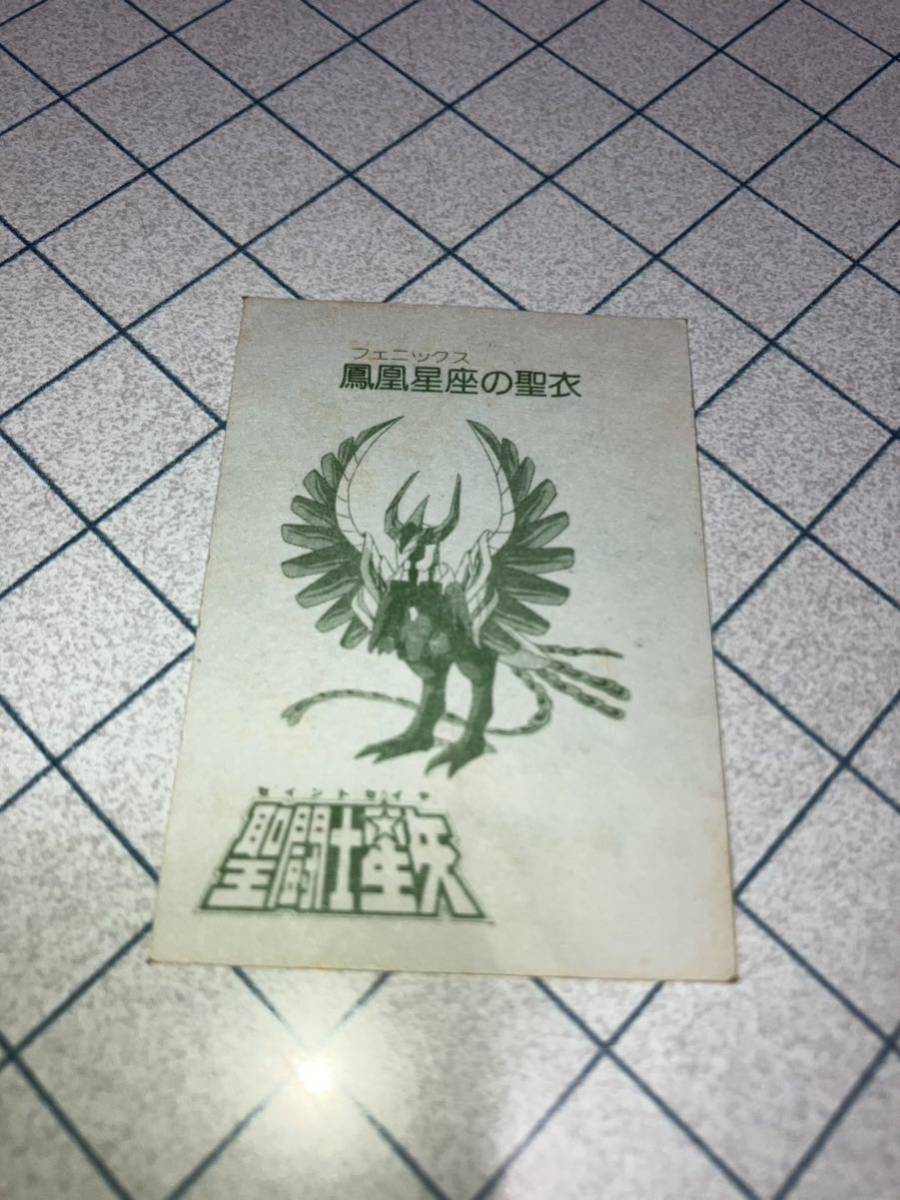 フェニックス
鳳凰星座の聖衣
セイントセイヤ
聖闘士星矢